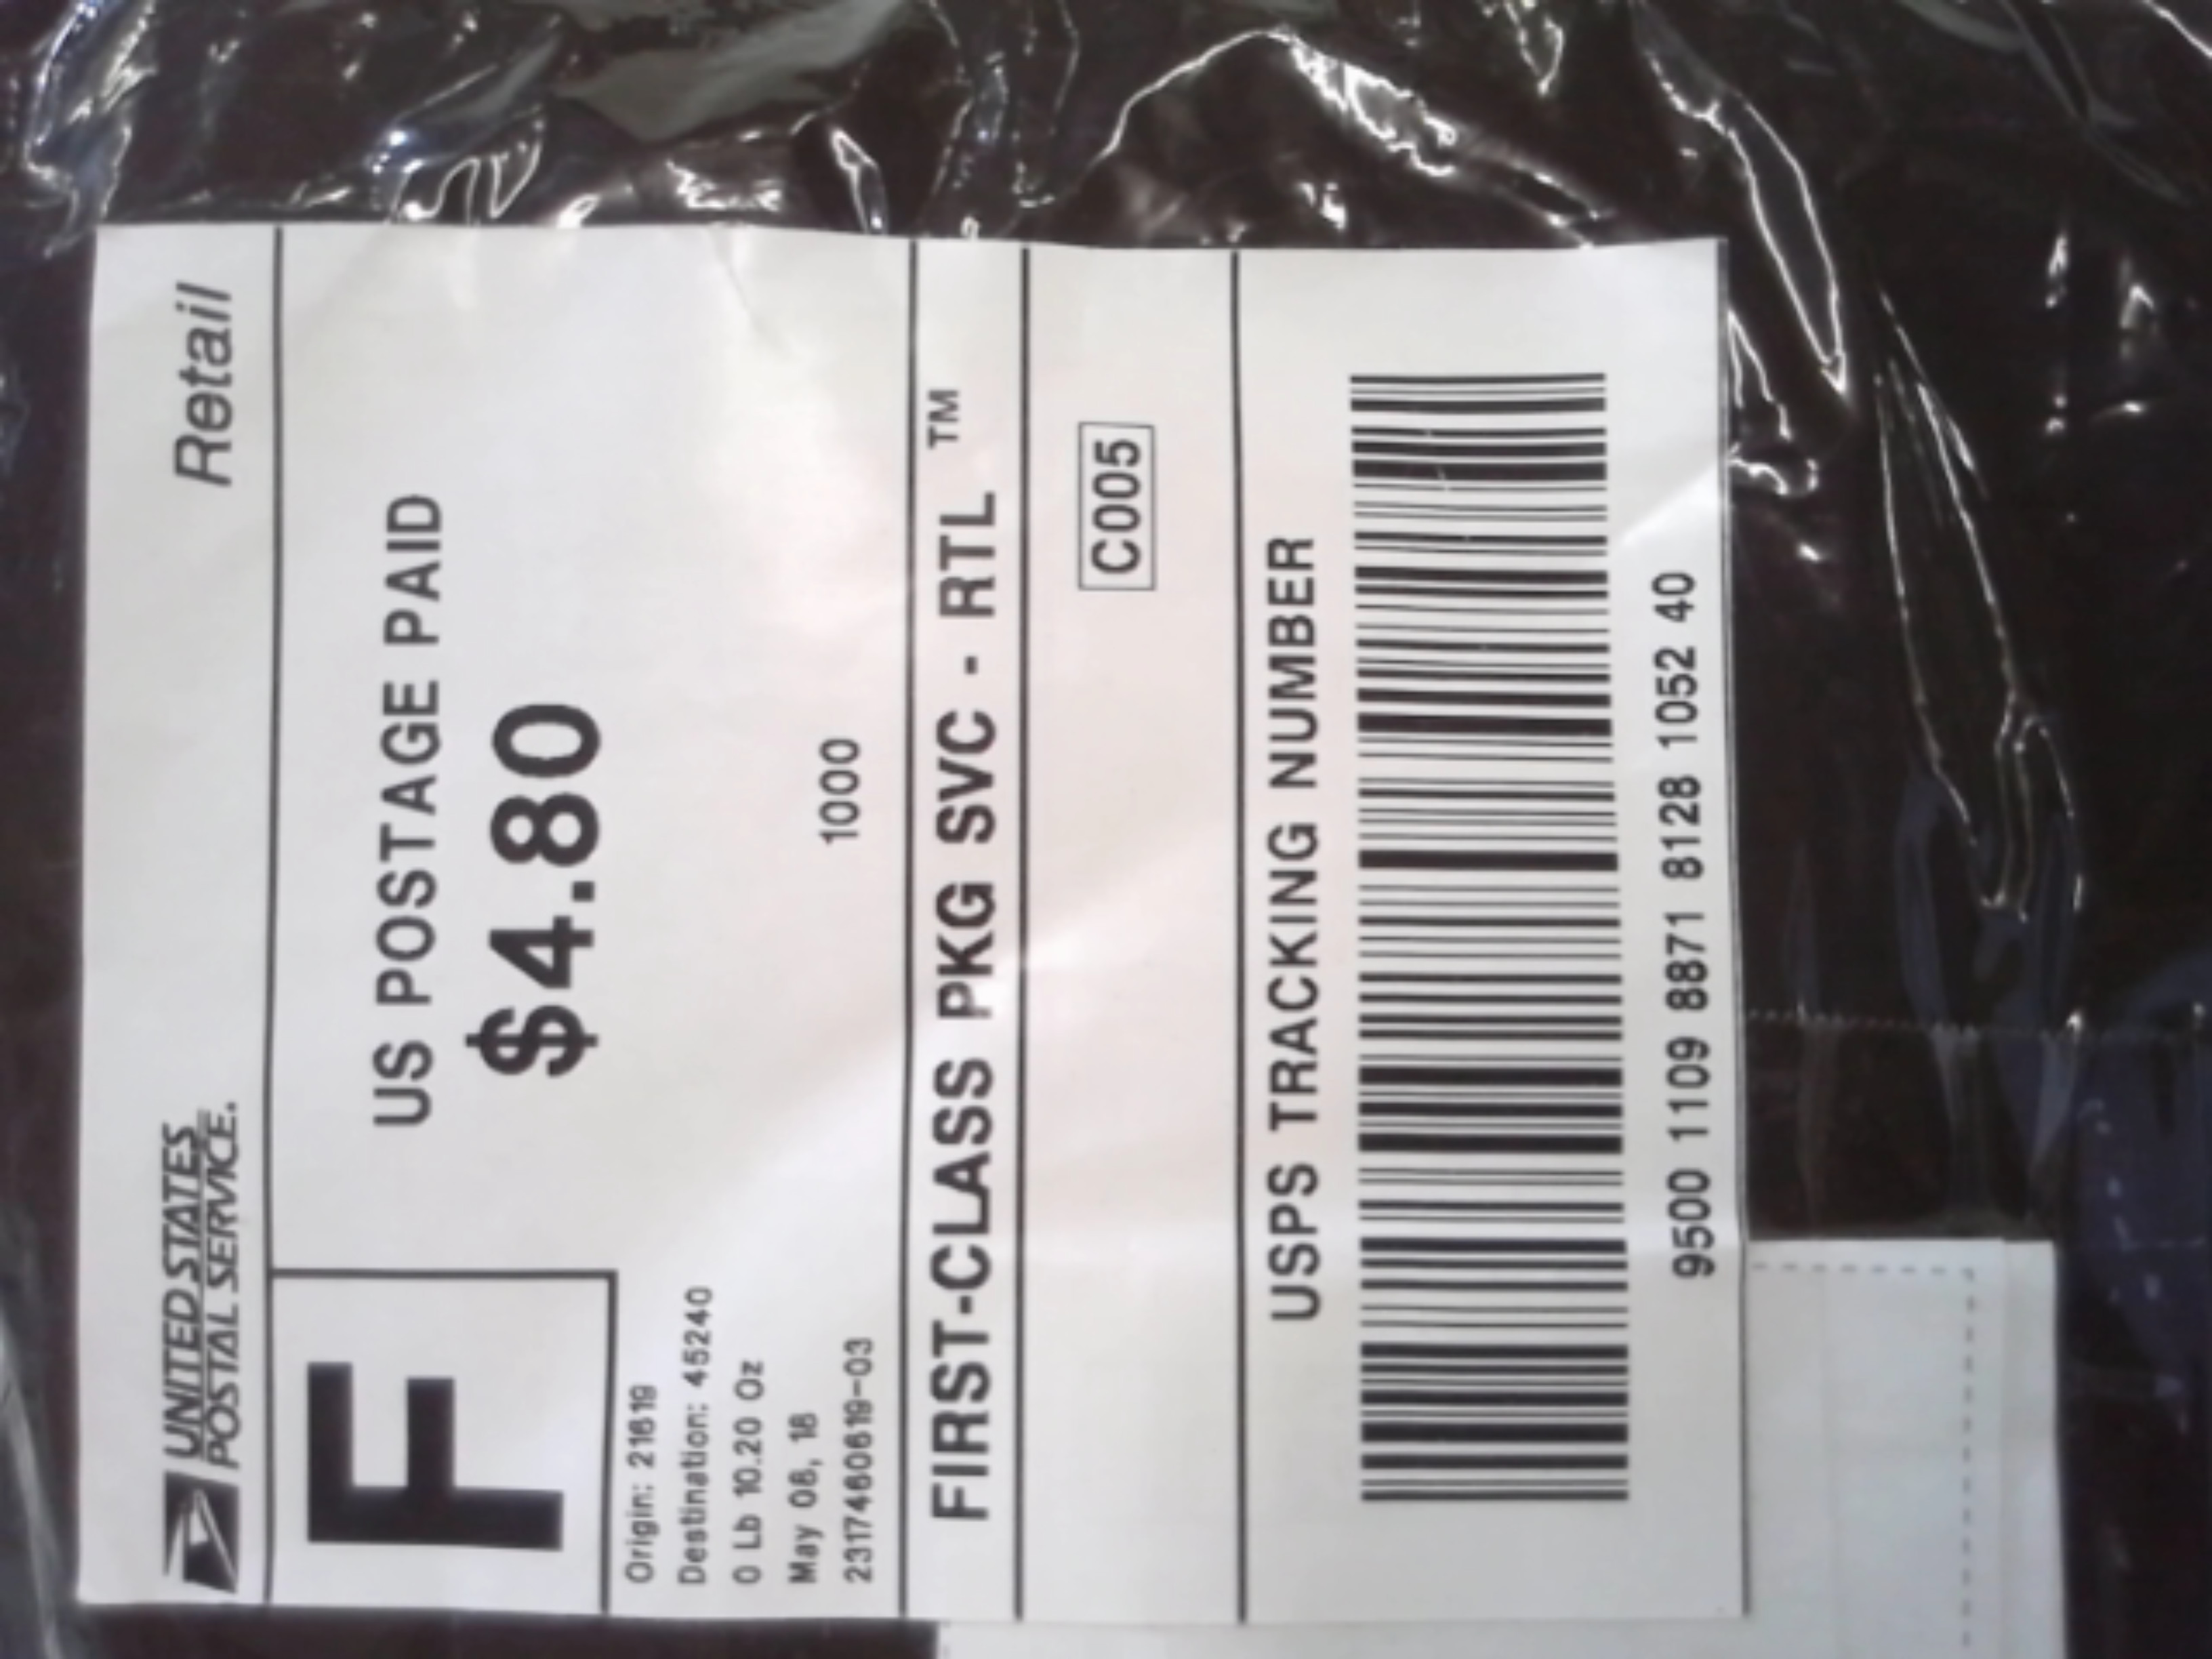 UNITED STATES
POSTAL SERVICE.
Retail
F
US POSTAGE PAID
$4.80
Origin: 21619
Destination: 45240
0 Lb 10.20 Oz
May 08, 18
2317460619-03
1000
FIRST-CLASS PKG SVC - RTL ™
C005
USPS TRACKING NUMBER
9500 1109 8871 8128 1052 40